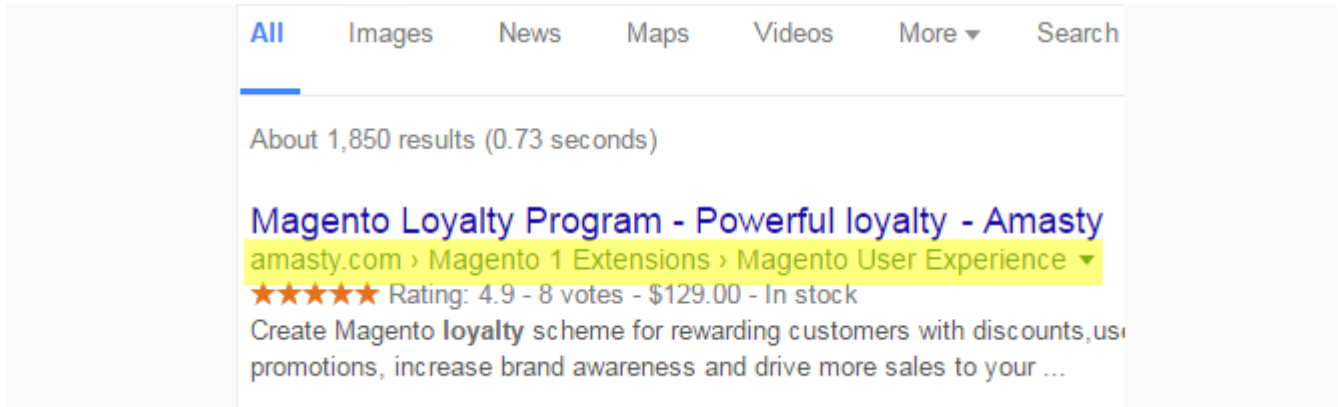 All Images News Maps Videos More ▾ Search
About 1,850 results (0.73 seconds)
Magento Loyalty Program - Powerful loyalty - Amasty
amasty.com › Magento 1 Extensions › Magento User Experience ▾
★★★★★ Rating: 4.9 - 8 votes - $129.00 - In stock
Create Magento loyalty scheme for rewarding customers with discounts,
promotions, increase brand awareness and drive more sales to your ...